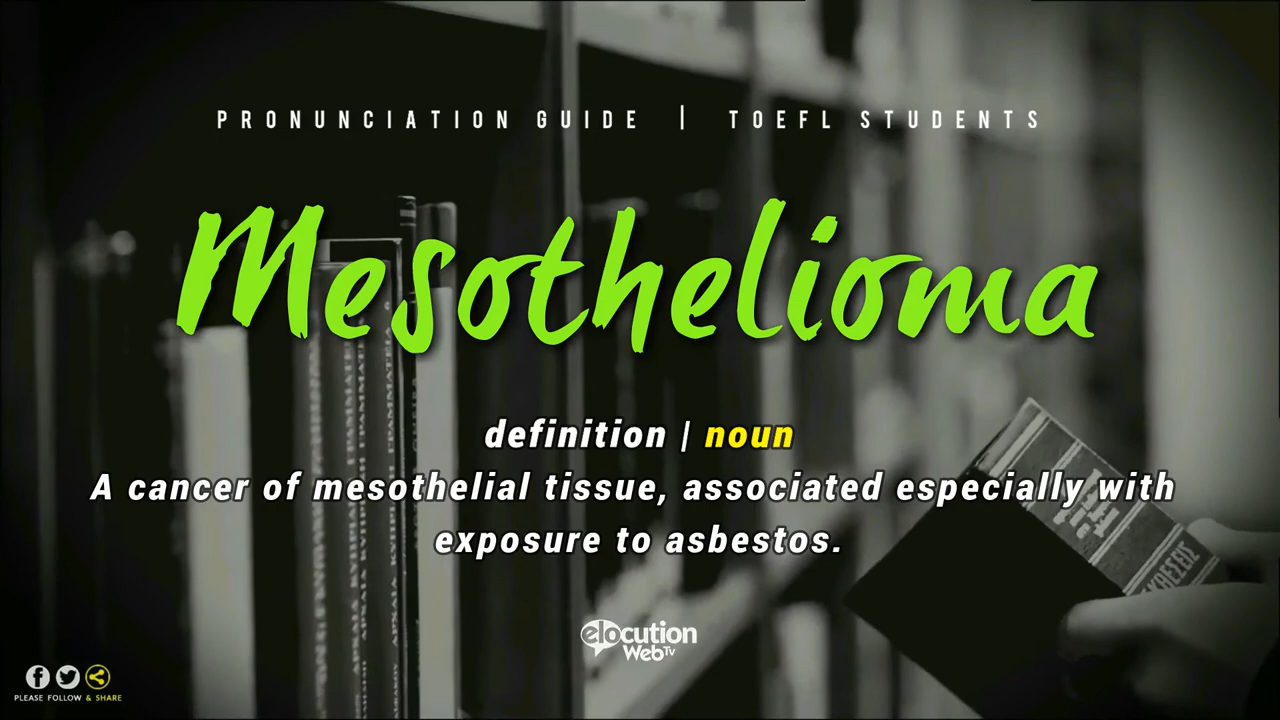 PRONUNCIATION GUIDE | TOEFL STUDENTS
Mesothelioma
definition | noun
A cancer of mesothelial tissue, associated especially with
exposure to asbestos.
elocution
WebTv
PLEASE FOLLOW & SHARE